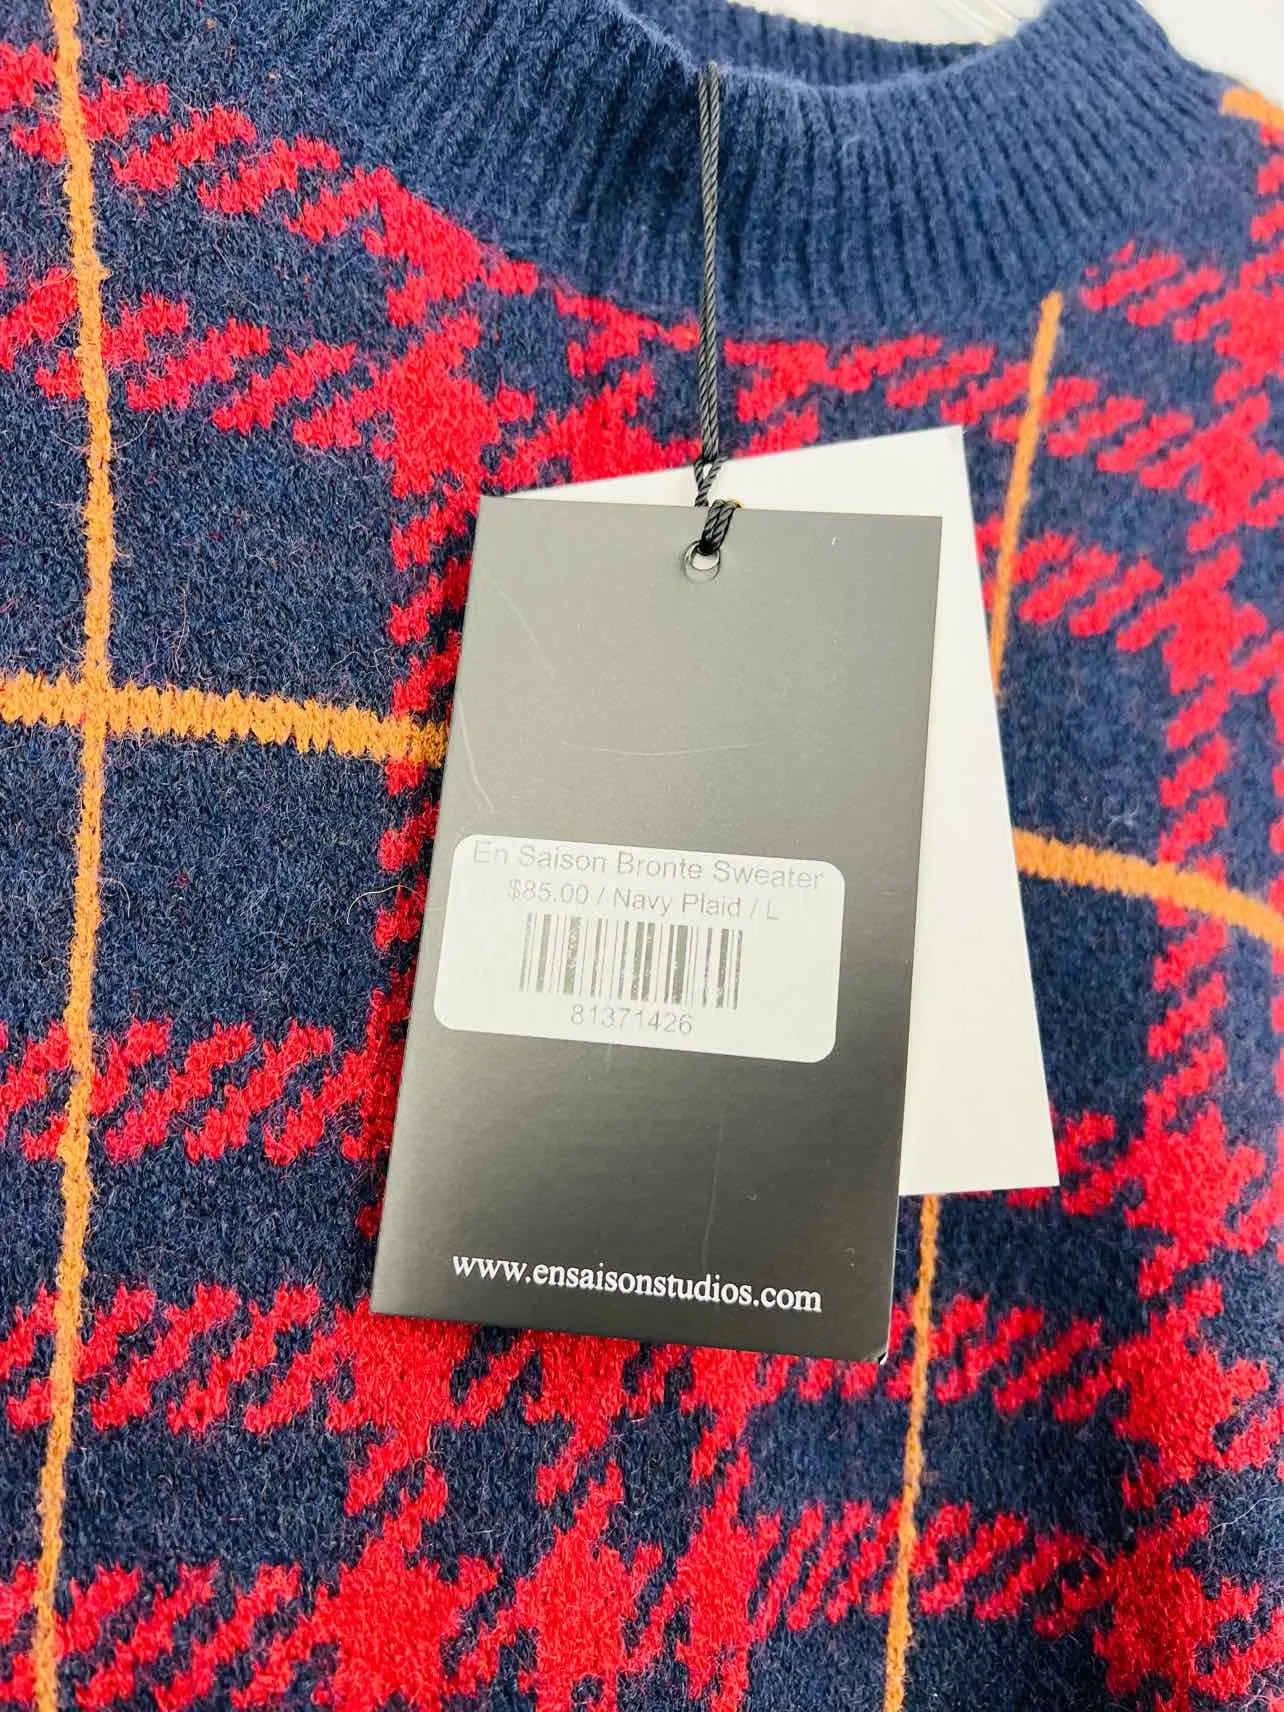 En Saison Bronte Sweater
$85.00 / Navy Plaid / L
81371426
www.ensaisonstudios.com